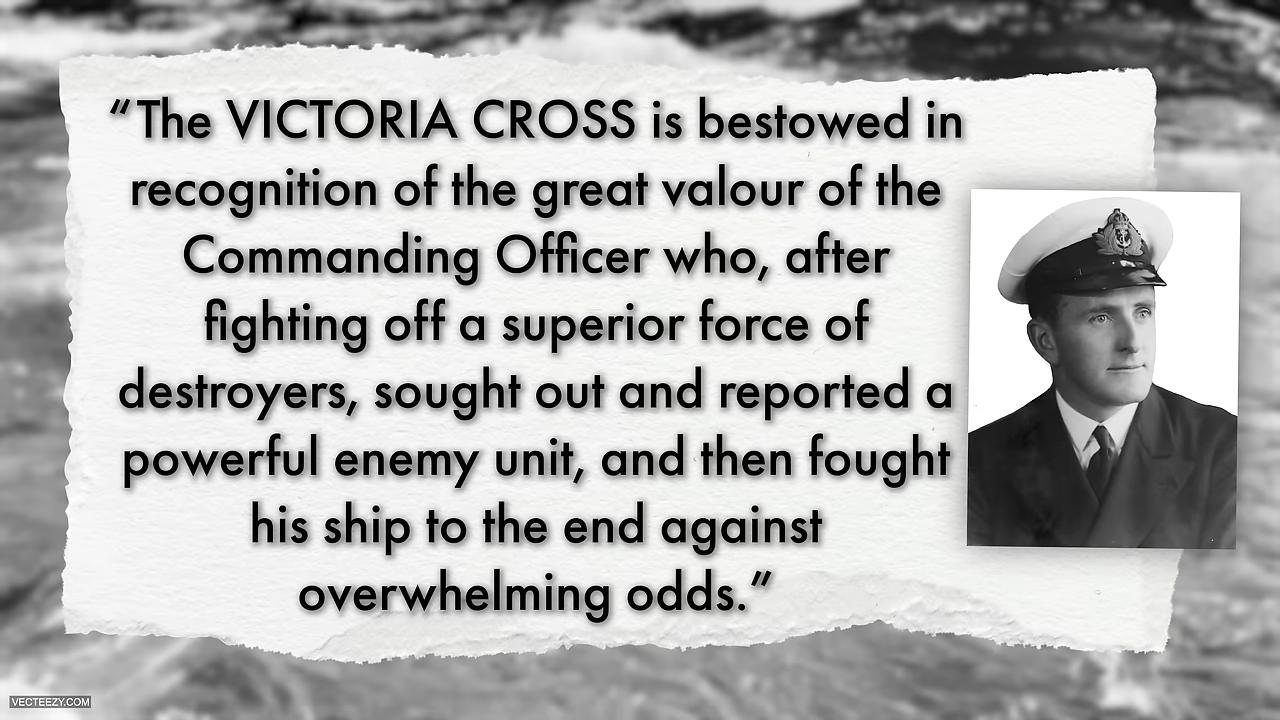 “The VICTORIA CROSS is bestowed in
recognition of the great valour of the
Commanding Officer who, after
fighting off a superior force of
destroyers, sought out and reported a
powerful enemy unit, and then fought
his ship to the end against
overwhelming odds.”
VECTEEZY.COM